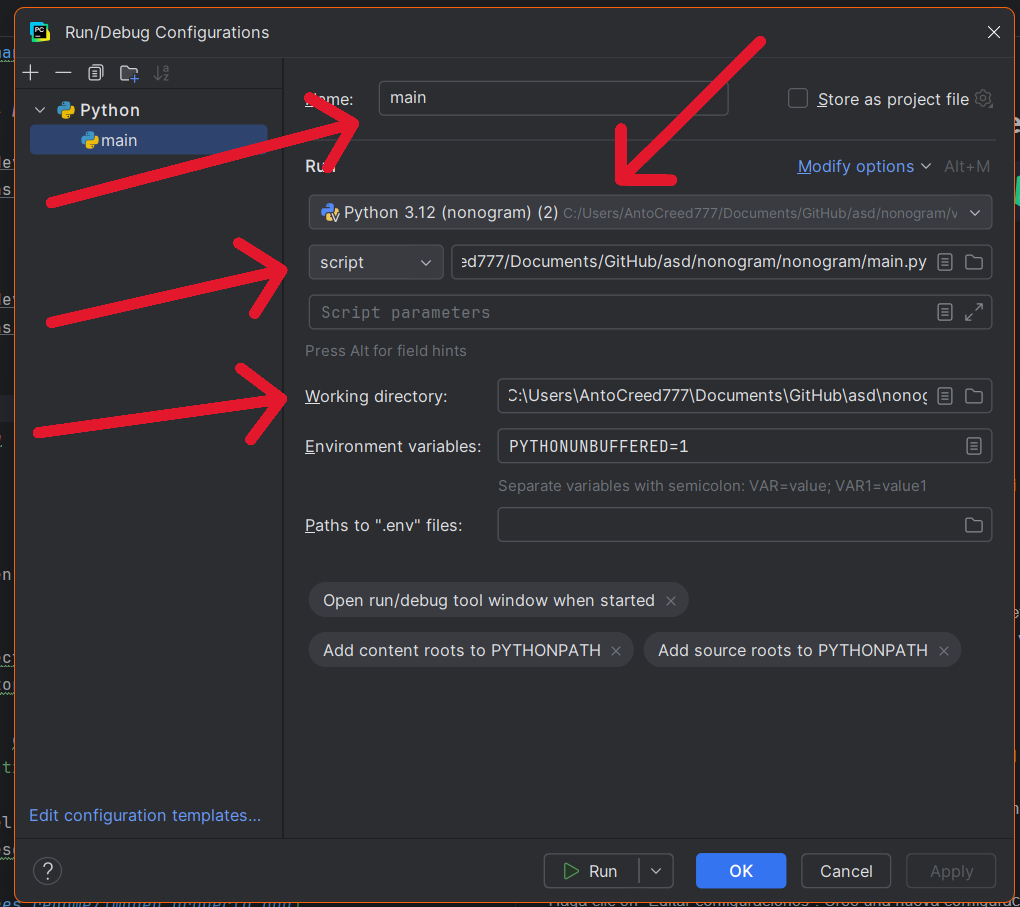 Run/Debug Configurations
Python
main
Name:
main
Store as project file
Run
Modify options
Alt+M
Python 3.12 (nonogram) (2) C:/Users/AntoCreed777/Documents/GitHub/asd/nonogram/v
script
ed777/Documents/GitHub/asd/nonogram/nonogram/main.py
Script parameters
Press Alt for field hints
Working directory:
C:\Users\AntoCreed777\Documents\GitHub\asd\nonog
Environment variables:
PYTHONUNBUFFERED=1
Separate variables with semicolon: VAR=value; VAR1=value1
Paths to ".env" files:
Open run/debug tool window when started
Add content roots to PYTHONPATH
Add source roots to PYTHONPATH
Edit configuration templates...
?
Run
OK
Cancel
Apply